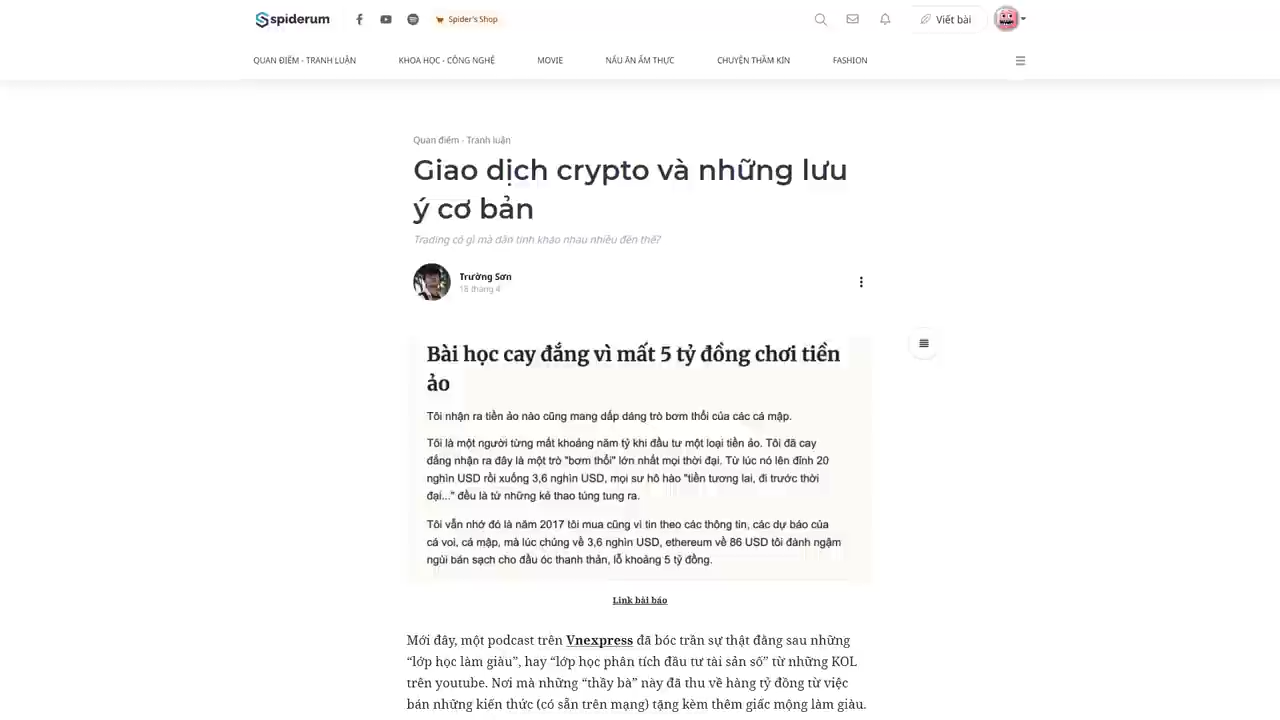 spiderum
Spider's Shop
Viết bài
QUAN ĐIỂM - TRANH LUẬN
KHOA HỌC - CÔNG NGHỆ
MOVIE
NẤU ĂN ẨM THỰC
CHUYỆN THẦM KÍN
FASHION
Quan điểm - Tranh luận
Giao dịch crypto và những lưu
ý cơ bản
Trading có gì mà dân tình kháo nhau nhiều đến thế?
Trường Sơn
18 tháng 4
Bài học cay đắng vì mất 5 tỷ đồng chơi tiền
ảo
Tôi nhận ra tiền ảo nào cũng mang dấp dáng trò bơm thổi của các cá mập.
Tôi là một người từng mất khoảng năm tỷ khi đầu tư một loại tiền ảo. Tôi đã cay
đắng nhận ra đây là một trò "bơm thổi" lớn nhất mọi thời đại. Từ lúc nó lên đỉnh 20
nghìn USD rồi xuống 3,6 nghìn USD, mọi sư hô hào "tiền tương lai, đi trước thời
đại..." đều là từ những kẻ thao túng tung ra.
Tôi vẫn nhớ đó là năm 2017 tôi mua cũng vì tin theo các thông tin, các dự báo của
cá voi, cá mập, mà lúc chúng về 3,6 nghìn USD, ethereum về 86 USD tôi đành ngậm
ngùi bán sạch cho đầu óc thanh thản, lỗ khoảng 5 tỷ đồng.
Link bài báo
Mới đây, một podcast trên Vnexpress đã bóc trần sự thật đằng sau những
“lớp học làm giàu”, hay “lớp học phân tích đầu tư tài sản số” từ những KOL
trên youtube. Nơi mà những “thầy bà” này đã thu về hàng tỷ đồng từ việc
bán những kiến thức (có sẵn trên mạng) tặng kèm thêm giấc mộng làm giàu.